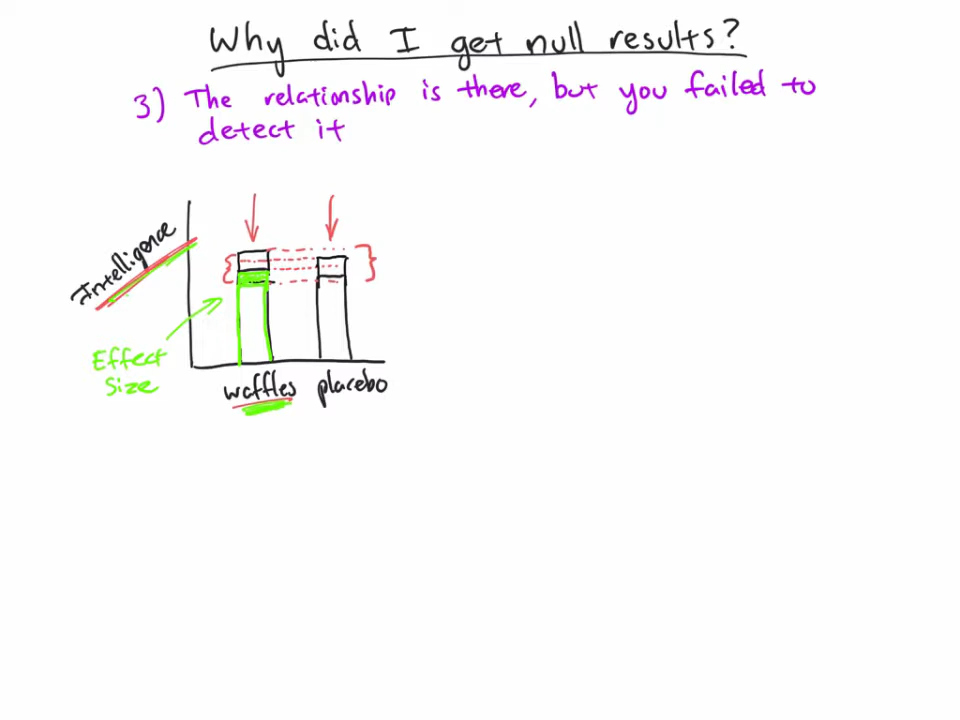 Why did I get null results?
3) The relationship is there, but you failed to
detect it
Intelligence
Effect
Size
waffles placebo